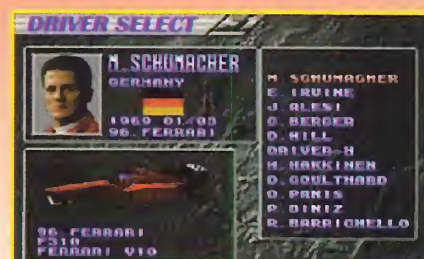 DRIVER SELECT
M. SCHUMACHER
GERMANY
1969 01/03
96. FERRARI
96. FERRARI
F310
FERRARI V10
M. SCHUMACHER
E. IRVINE
J. ALESI
G. BERGER
D. HILL
DRIVER-X
M. HAKKINEN
D. COULTHARD
O. PANIS
P. DINIZ
R. BARRICHELLO